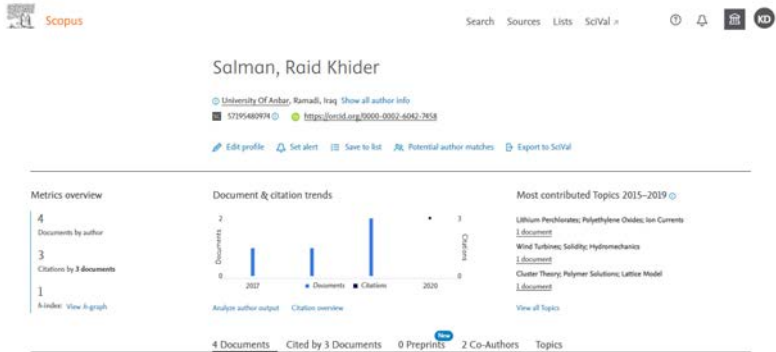 Scopus
Search Sources Lists SciVal ↗
KD
Salman, Raid Khider
University Of Anbar, Ramadi, Iraq Show all author info
57195480974 https://orcid.org/0000-0002-6042-7458
Edit profile Set alert Save to list Potential author matches Export to SciVal
Metrics overview
4
Documents by author
3
Citations by 3 documents
1
h-index: View h-graph
Document & citation trends
2 3
Documents
Citations
0 0
2017 2020
Documents Citations
Analyze author output Citation overview
Most contributed Topics 2015–2019
Lithium Perchlorates; Polyethylene Oxides; Ion Currents
1 document
Wind Turbines; Solidity; Hydromechanics
1 document
Cluster Theory; Polymer Solutions; Lattice Model
1 document
View all Topics
New
4 Documents Cited by 3 Documents 0 Preprints 2 Co-Authors Topics